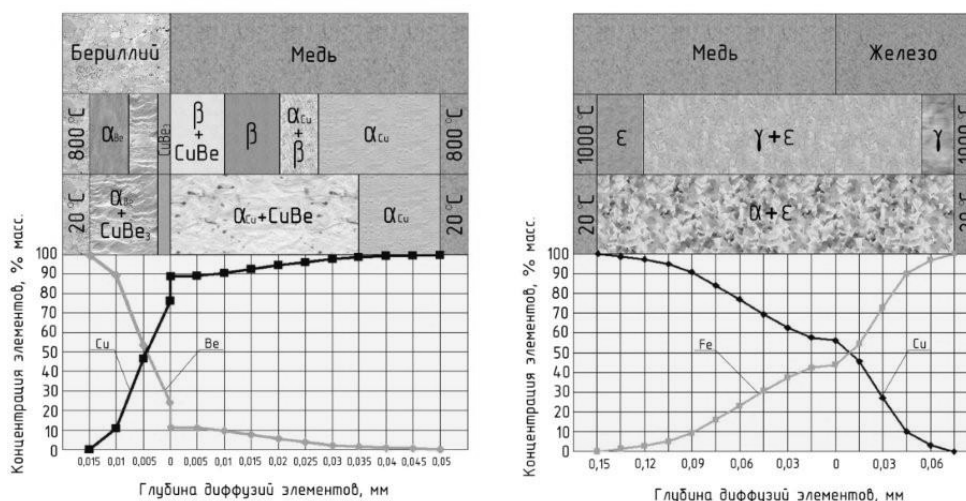 Бериллий
Медь
800 °C
αBe
CuBe₃
β + CuBe
β
αCu + β
αCu
800 °C
20 °C
αBe + CuBe₃
αCu+CuBe
αCu
20 °C
Концентрация элементов, % масс.
100
90
80
70
60
50
40
30
20
10
0
Cu
Be
0,015 0,01 0,005 0 0,005 0,01 0,015 0,02 0,025 0,03 0,035 0,04 0,045 0,05
Глубина диффузий элементов, мм
Медь
Железо
1000 °C
ε
γ+ε
γ
1000 °C
20 °C
α+ε
20 °C
Концентрация элементов, % масс.
100
90
80
70
60
50
40
30
20
10
0
Fe
Cu
0,15 0,12 0,09 0,06 0,03 0 0,03 0,06
Глубина диффузий элементов, мм